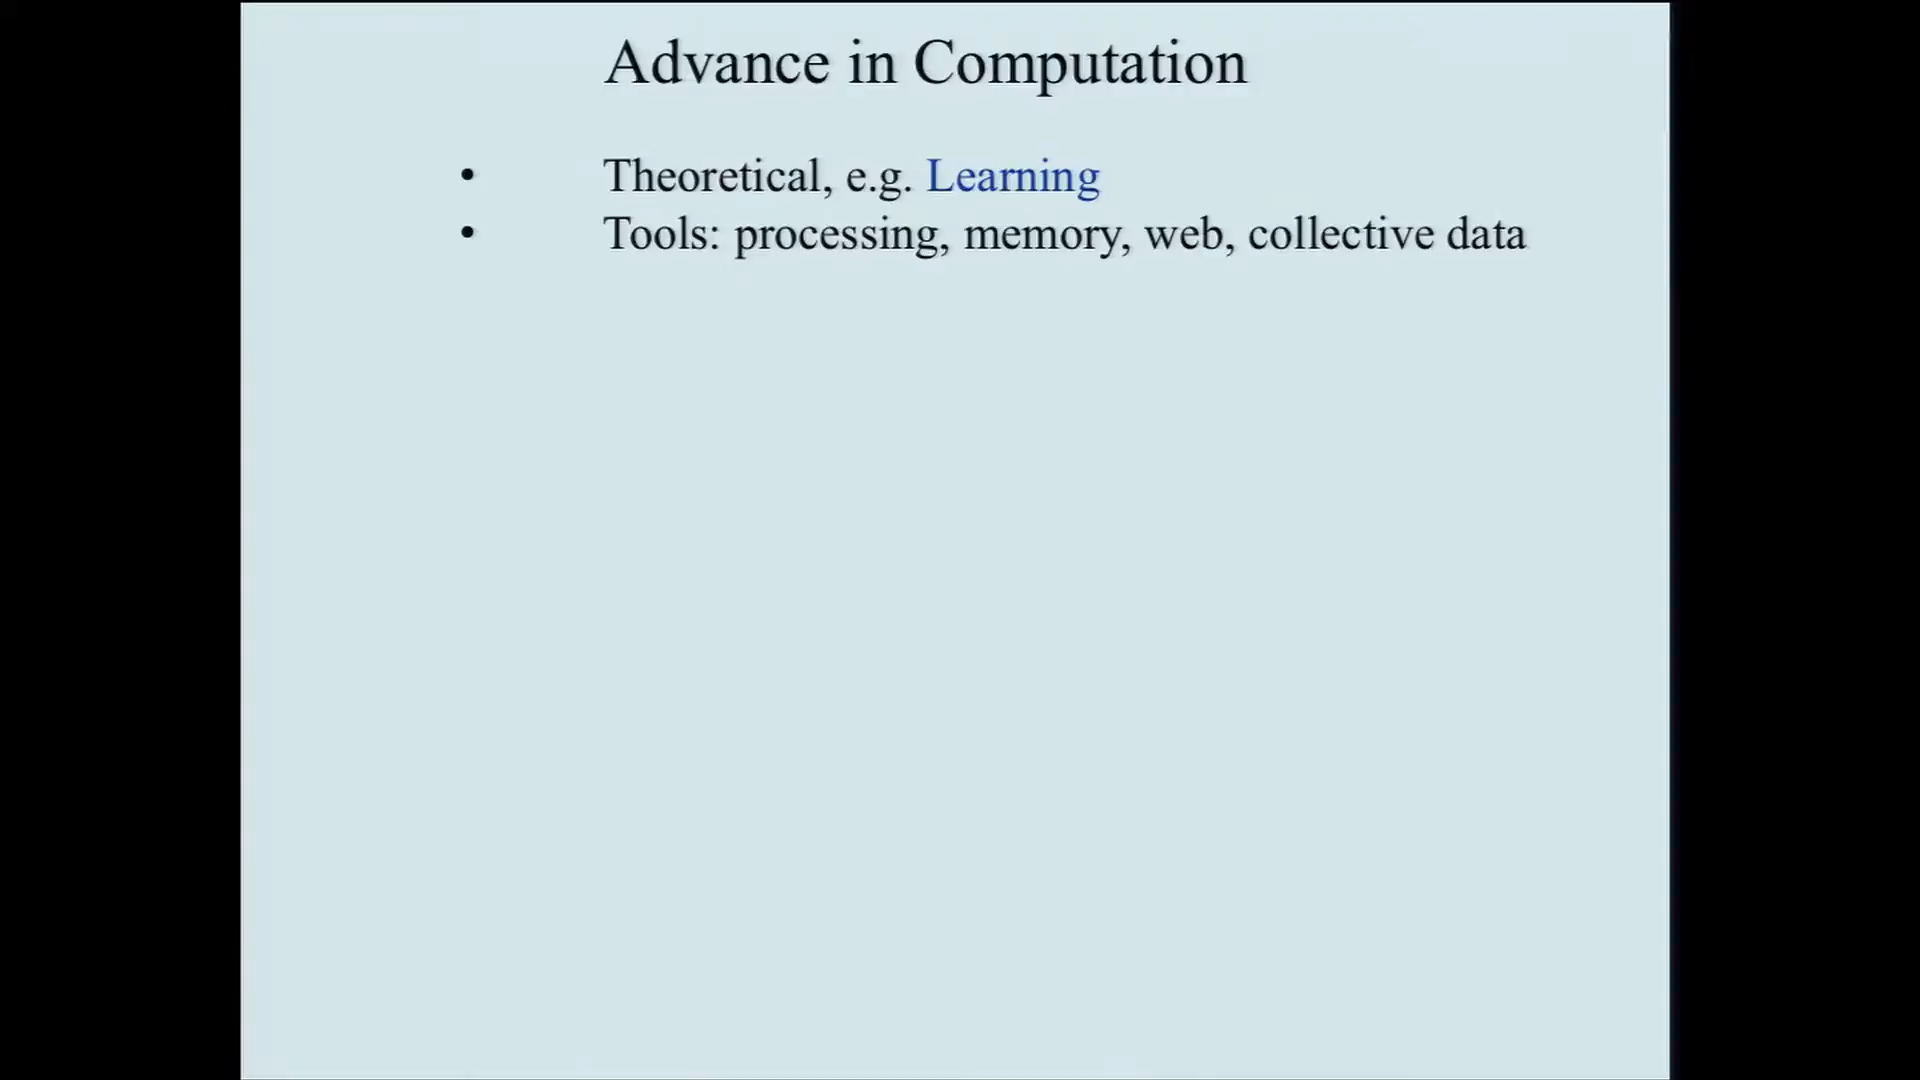 Advance in Computation
• Theoretical, e.g. Learning
• Tools: processing, memory, web, collective data